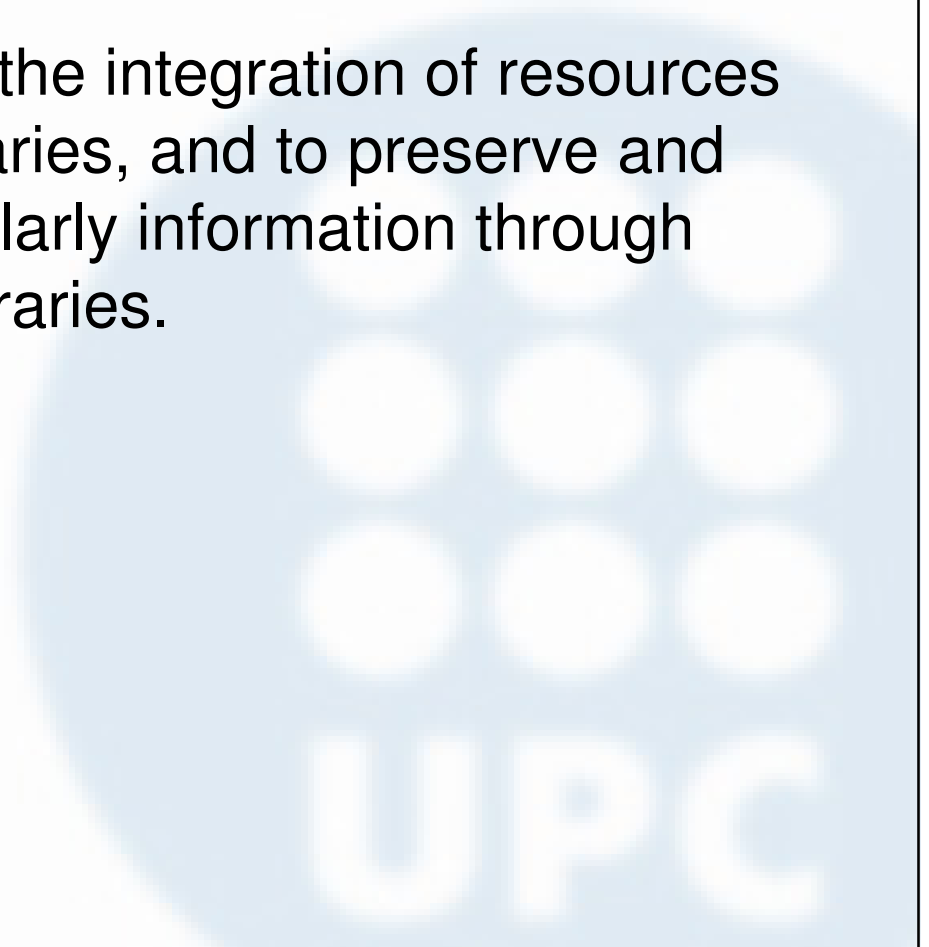 the integration of resources
aries, and to preserve and
larly information through
raries.
UPC